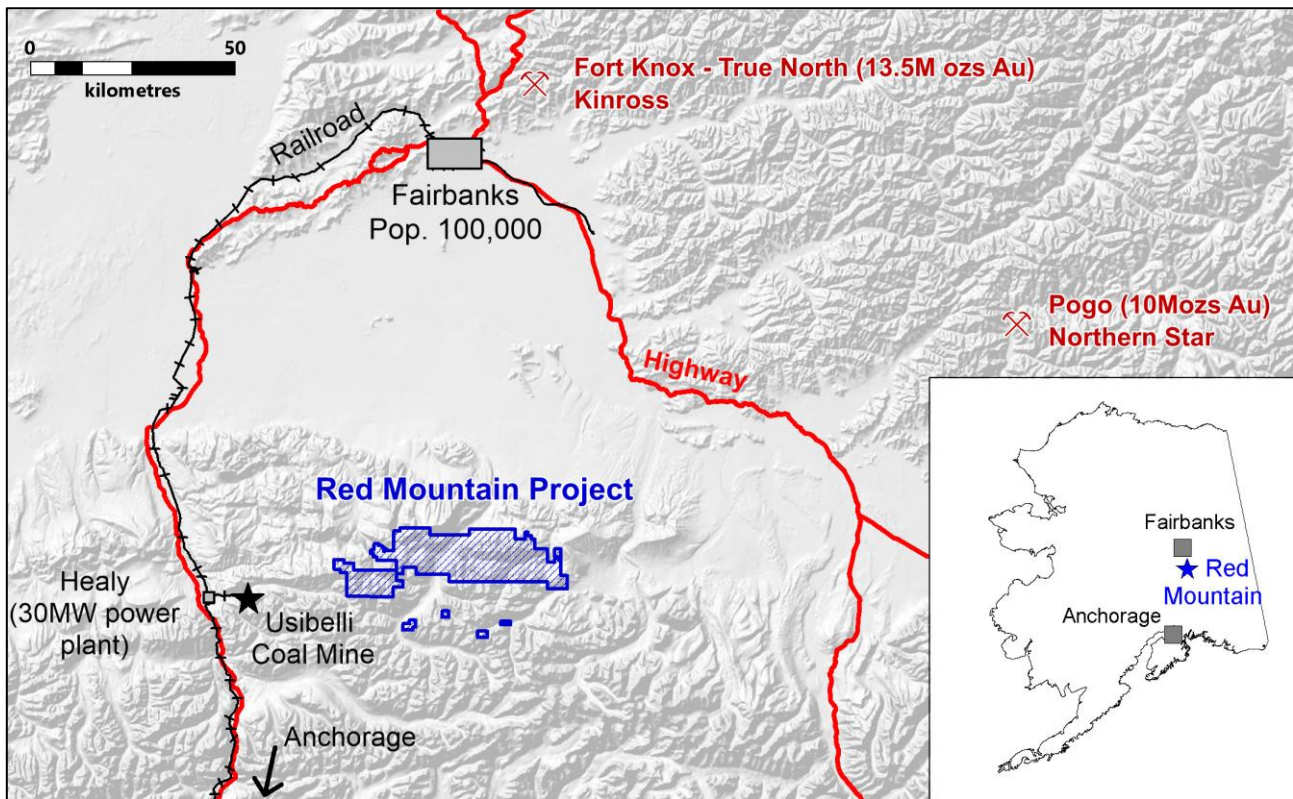 0 50
kilometres
Fort Knox - True North (13.5M ozs Au)
Kinross
Railroad
Fairbanks
Pop. 100,000
Pogo (10Mozs Au)
Northern Star
Highway
Red Mountain Project
Healy
(30MW power
plant)
Usibelli
Coal Mine
Anchorage
Fairbanks
Red
Mountain
Anchorage